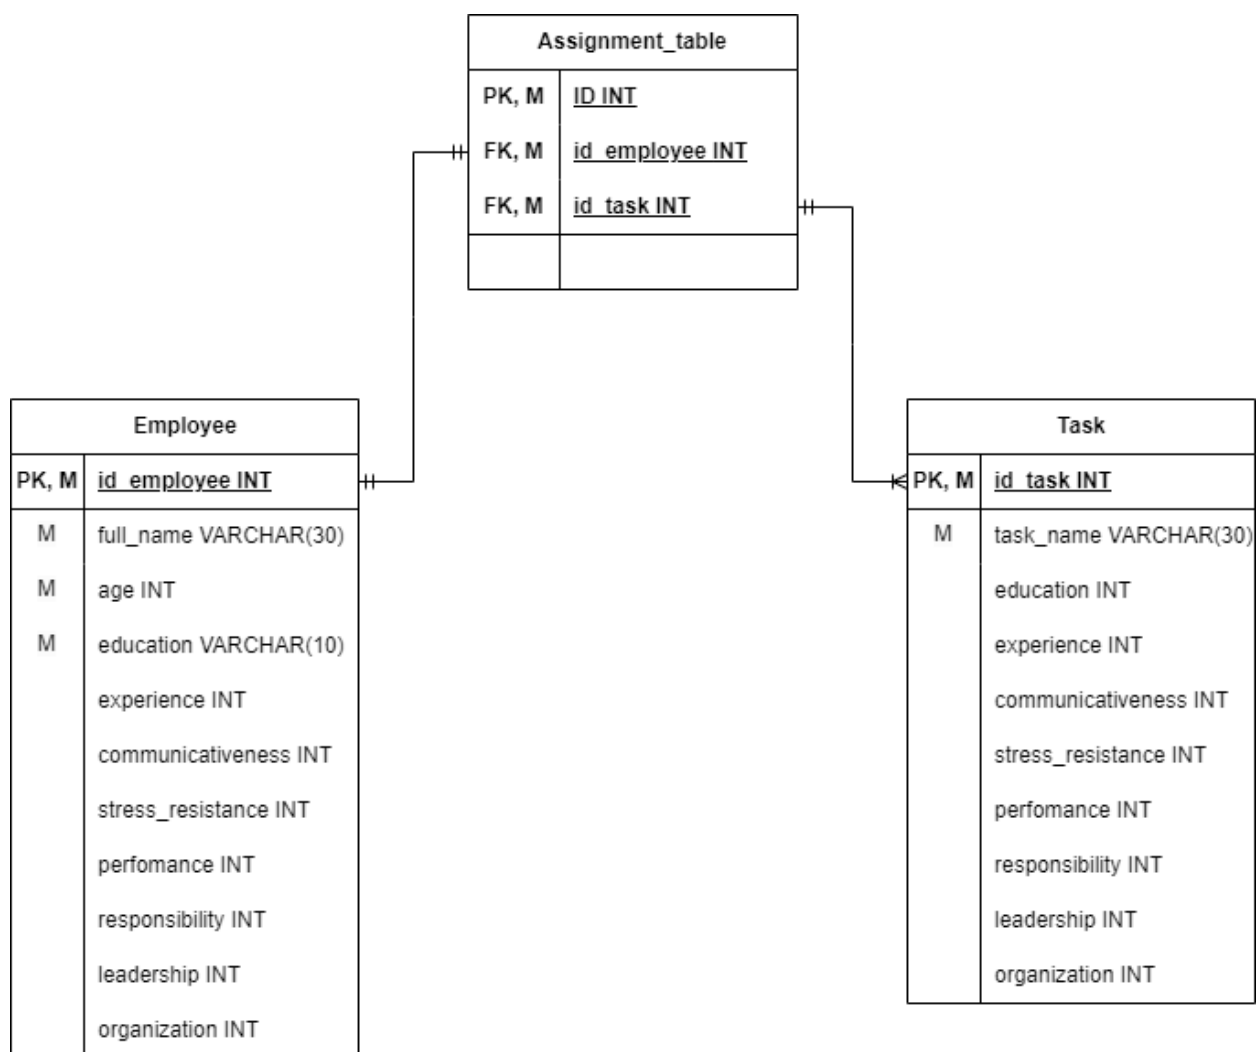 Assignment_table
PK, M ID INT
FK, M id_employee INT
FK, M id_task INT
Employee
PK, M id_employee INT
M full_name VARCHAR(30)
M age INT
M education VARCHAR(10)
experience INT
communicativeness INT
stress_resistance INT
perfomance INT
responsibility INT
leadership INT
organization INT
Task
PK, M id_task INT
M task_name VARCHAR(30)
education INT
experience INT
communicativeness INT
stress_resistance INT
perfomance INT
responsibility INT
leadership INT
organization INT